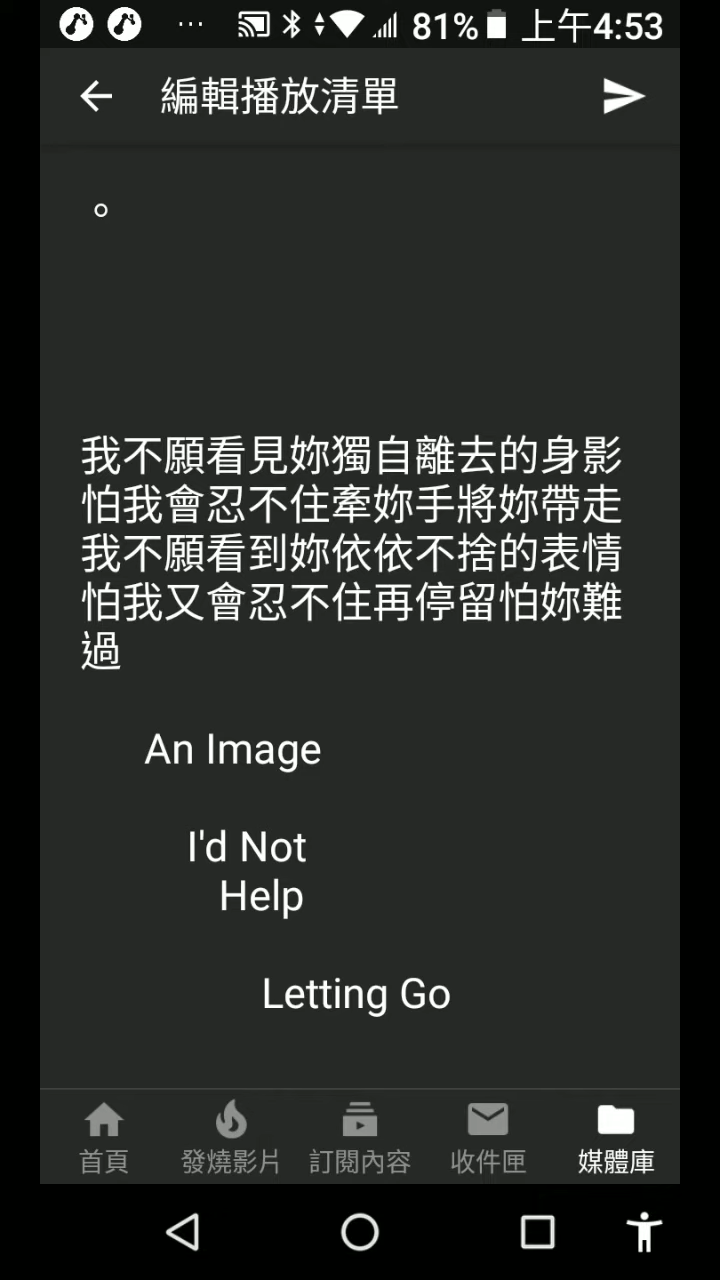 81% 上午4:53
編輯播放清單
。
我不願看見妳獨自離去的身影
怕我會忍不住牽妳手將妳帶走
我不願看到妳依依不捨的表情
怕我又會忍不住再停留怕妳難
過
An Image
I'd Not
Help
Letting Go
首頁 發燒影片 訂閱內容 收件匣 媒體庫